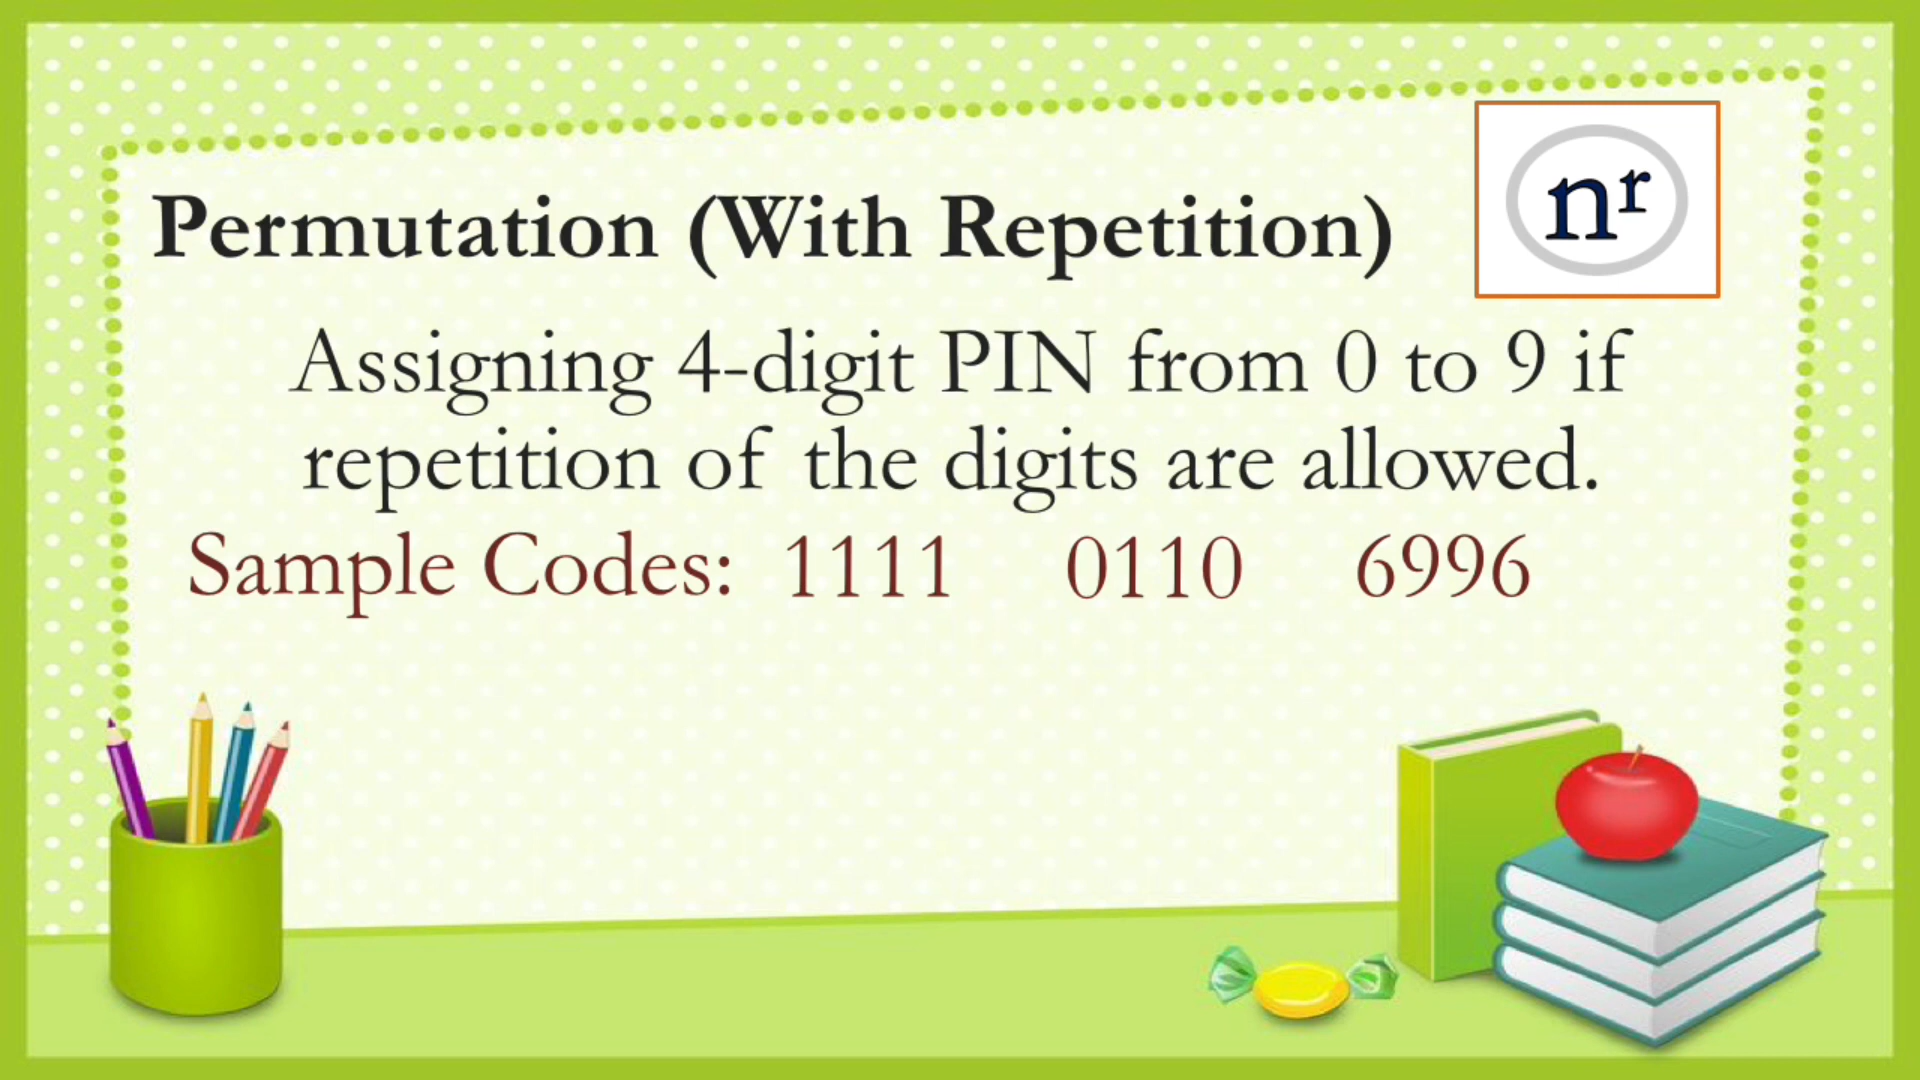 Permutation (With Repetition)
nʳ
Assigning 4-digit PIN from 0 to 9 if
repetition of the digits are allowed.
Sample Codes: 1111 0110 6996